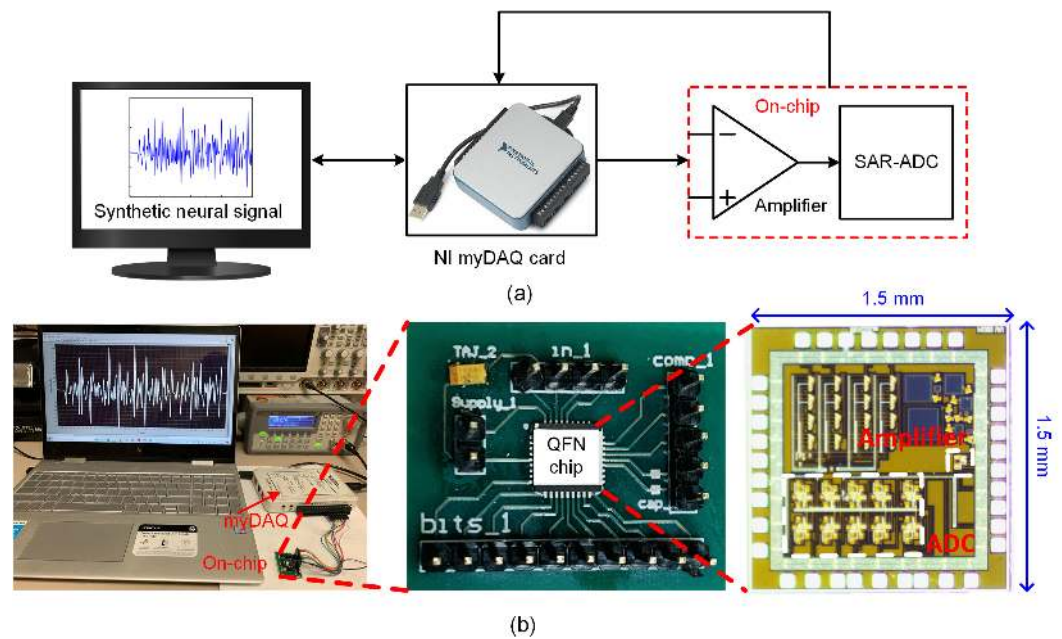 On-chip
SAR-ADC
Amplifier
Synthetic neural signal
NI myDAQ card
(a)
1.5 mm
TAJ_2
in_1
comp_1
Supply_1
QFN
chip
Amplifier
1.5 mm
myDAQ
cap_
On-chip
bits_1
ADC
(b)